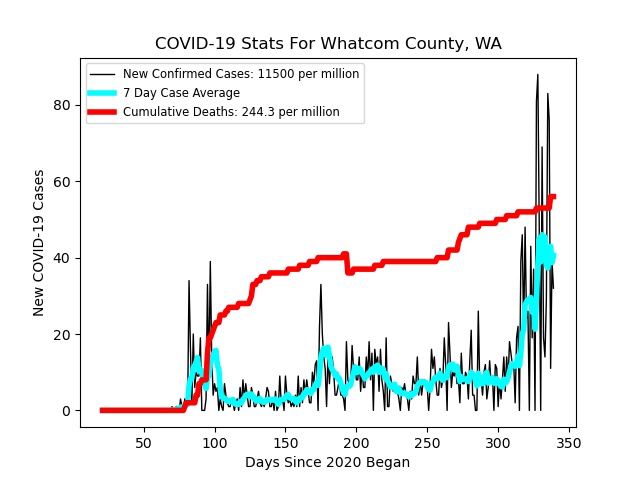 COVID-19 Stats For Whatcom County, WA
New Confirmed Cases: 11500 per million
7 Day Case Average
Cumulative Deaths: 244.3 per million
New COVID-19 Cases
80
60
40
20
0
50 100 150 200 250 300 350
Days Since 2020 Began